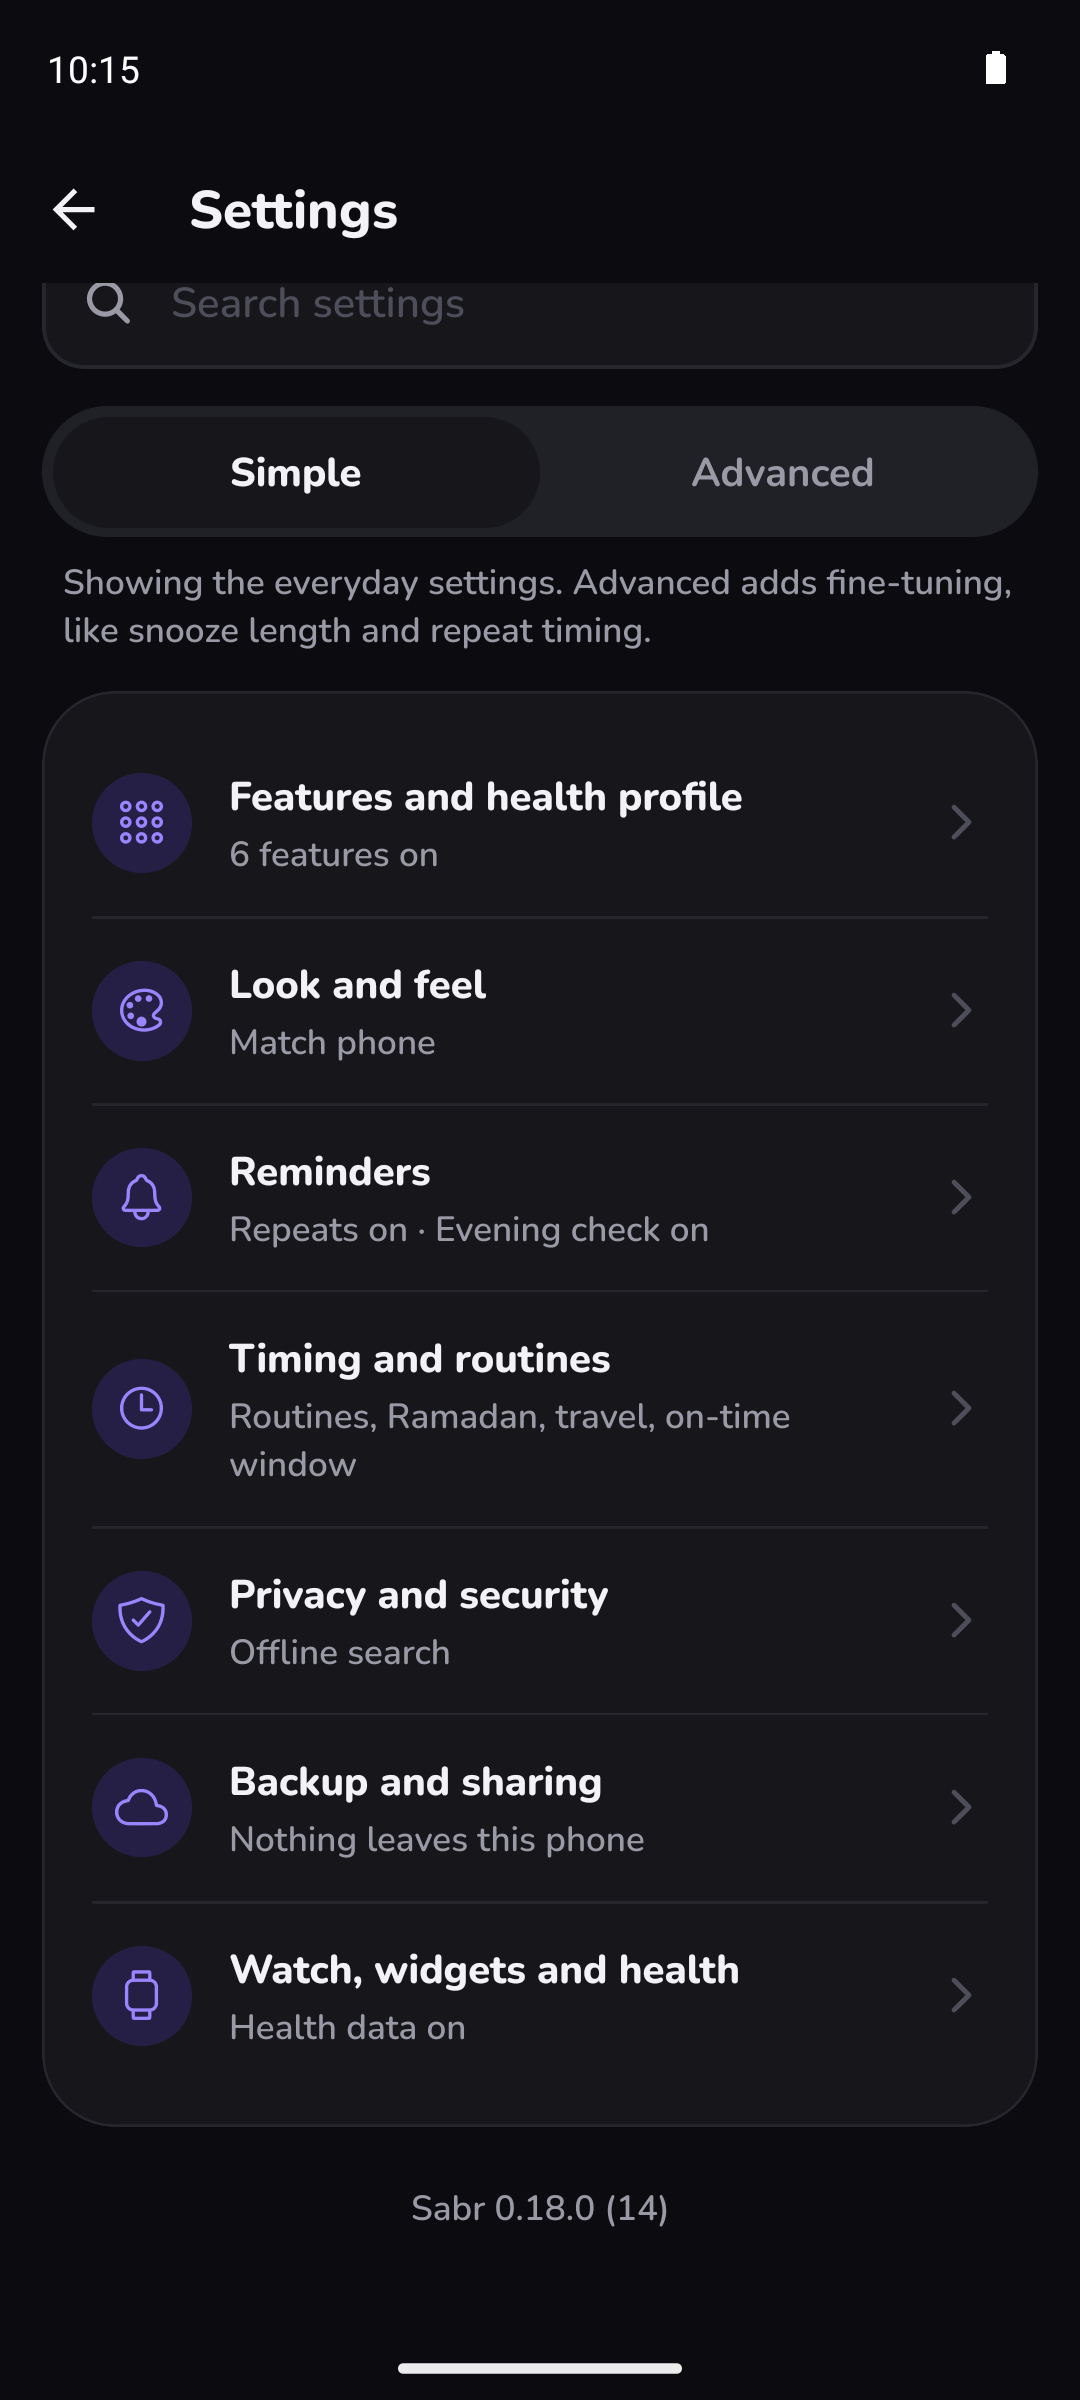 10:15
Settings
Search settings
Simple
Advanced
Showing the everyday settings. Advanced adds fine-tuning,
like snooze length and repeat timing.
Features and health profile
6 features on
Look and feel
Match phone
Reminders
Repeats on · Evening check on
Timing and routines
Routines, Ramadan, travel, on-time
window
Privacy and security
Offline search
Backup and sharing
Nothing leaves this phone
Watch, widgets and health
Health data on
Sabr 0.18.0 (14)